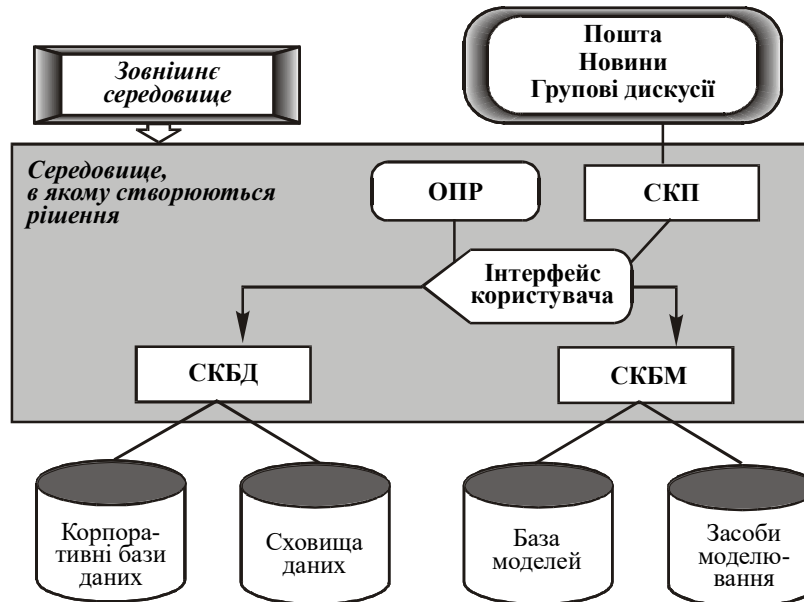 Зовнішнє
середовище
Пошта
Новини
Групові дискусії
Середовище,
в якому створюються
рішення
ОПР
СКП
Інтерфейс
користувача
СКБД
СКБМ
Корпора-
тивні бази
даних
Сховища
даних
База
моделей
Засоби
моделю-
вання